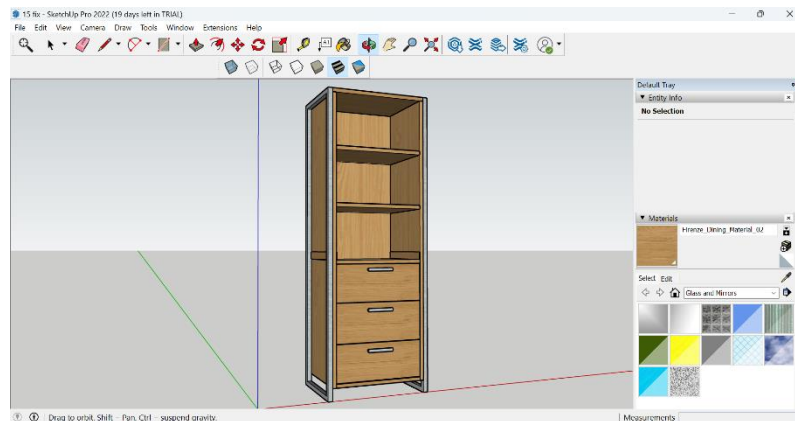 15 fix - SketchUp Pro 2022 (19 days left in TRIAL)
File Edit View Camera Draw Tools Window Extensions Help
Default Tray
Entity Info
No Selection
Materials
Firenze_Dining_Material_02
Select Edit
Glass and Mirrors
Drag to orbit. Shift = Pan, Ctrl = suspend gravity.
Measurements